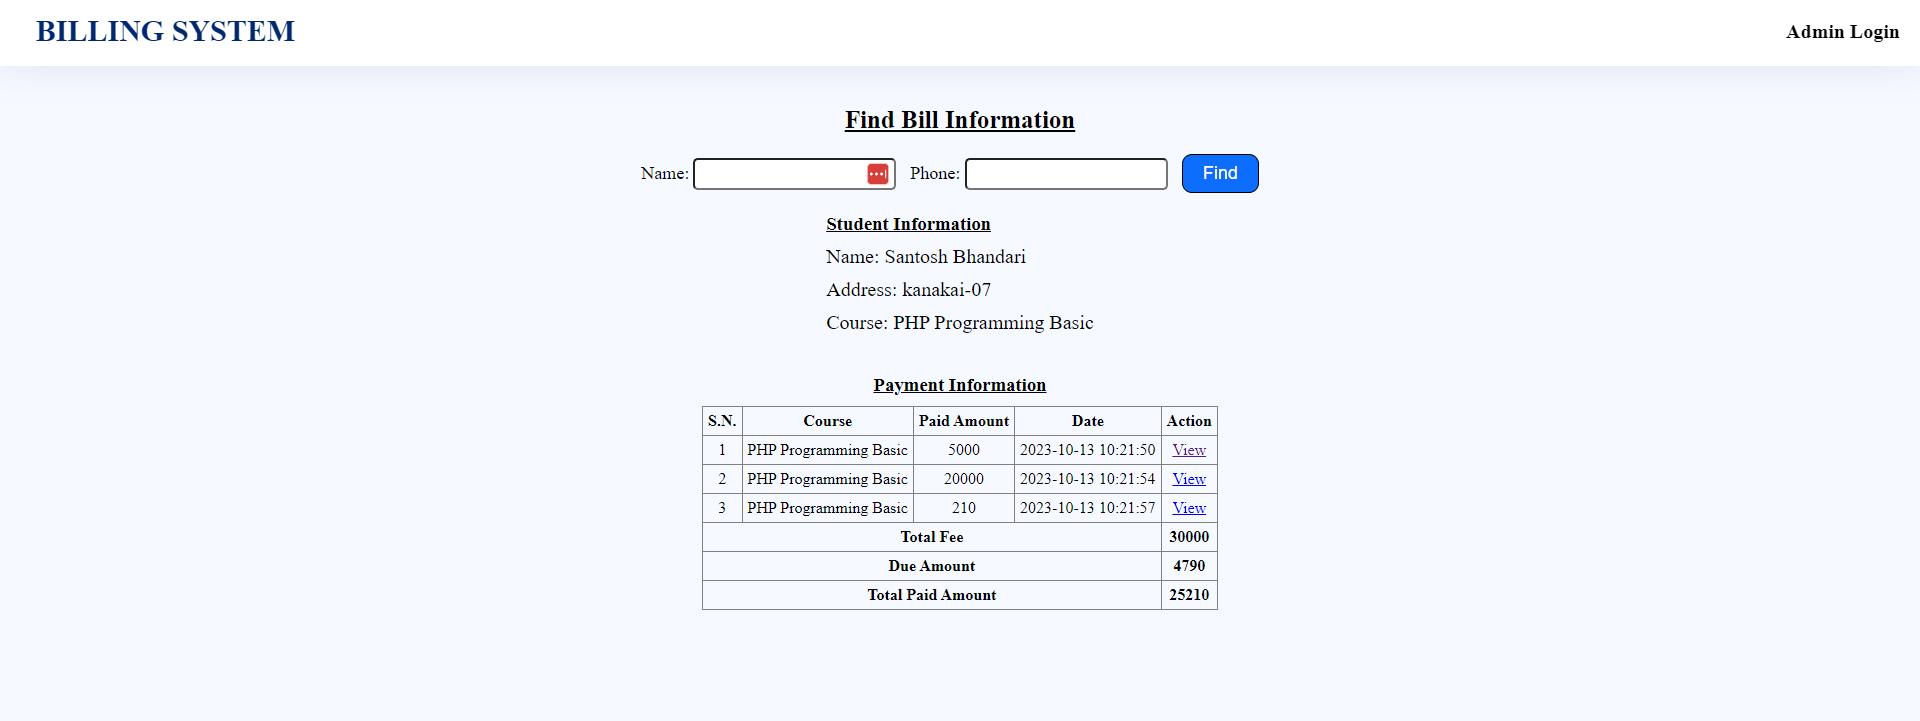 BILLING SYSTEM
Admin Login
Find Bill Information
Name: Phone: Find
Student Information
Name: Santosh Bhandari
Address: kanakai-07
Course: PHP Programming Basic
Payment Information
S.N. Course Paid Amount Date Action
1 PHP Programming Basic 5000 2023-10-13 10:21:50 View
2 PHP Programming Basic 20000 2023-10-13 10:21:54 View
3 PHP Programming Basic 210 2023-10-13 10:21:57 View
Total Fee 30000
Due Amount 4790
Total Paid Amount 25210